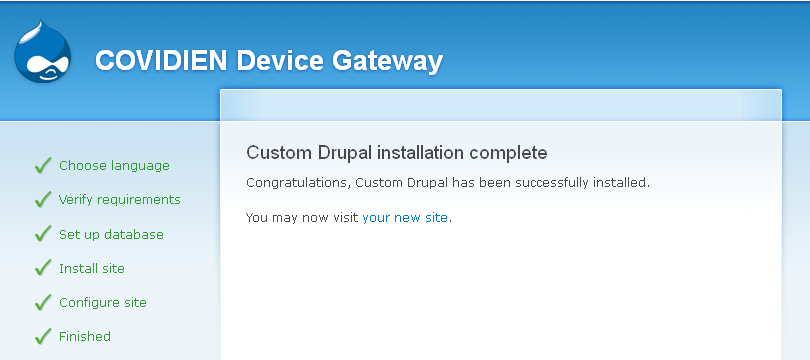 COVIDIEN Device Gateway
Choose language
Verify requirements
Set up database
Install site
Configure site
Finished
Custom Drupal installation complete
Congratulations, Custom Drupal has been successfully installed.
You may now visit your new site.